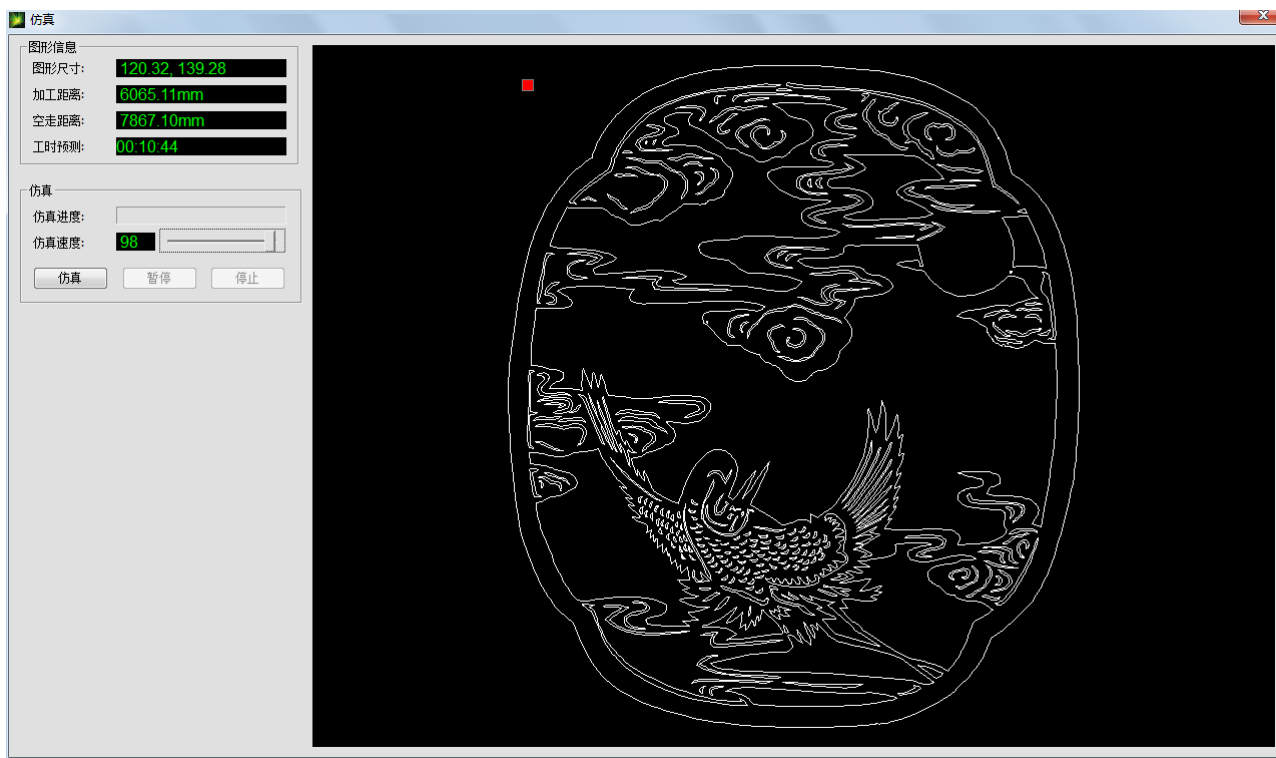 仿真
图形信息
图形尺寸: 120.32, 139.28
加工距离: 6065.11mm
空走距离: 7867.10mm
工时预测: 00:10:44
仿真
仿真进度:
仿真速度: 98
仿真 暂停 停止